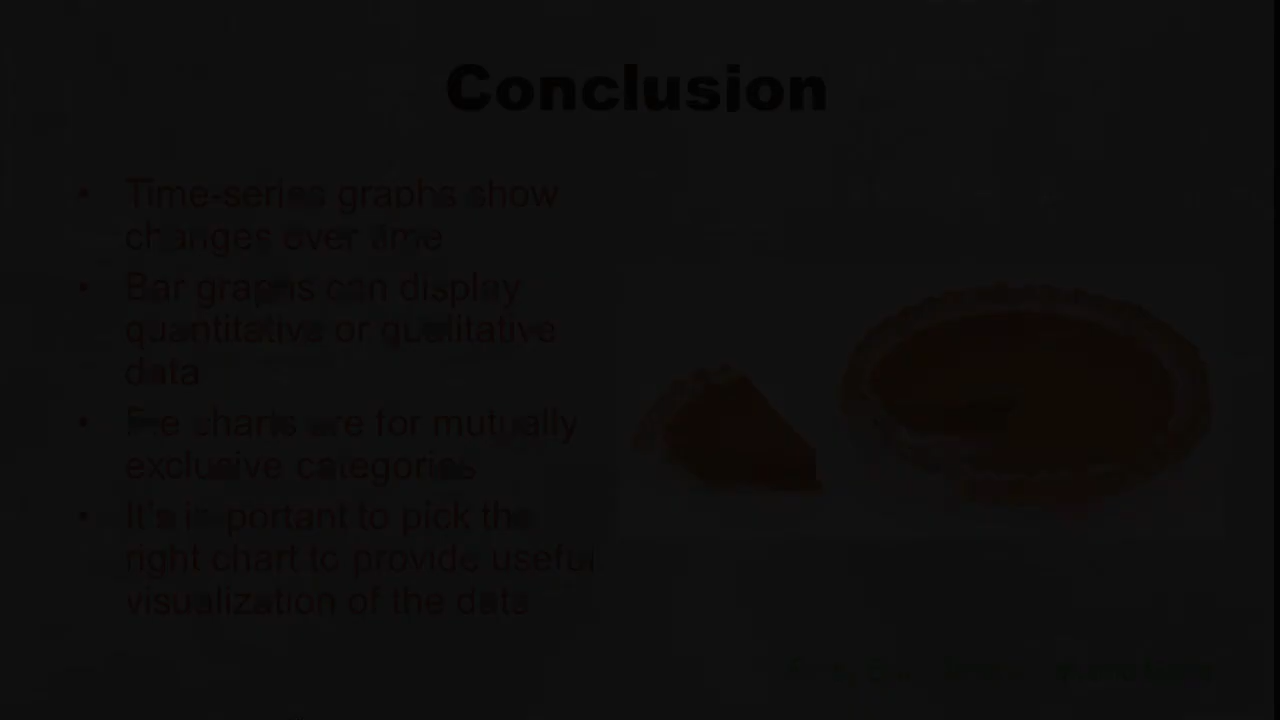 Conclusion
• Time-series graphs show
changes over time
• Bar graphs can display
quantitative or qualitative
data
• Pie charts are for mutually
exclusive categories
• It's important to pick the
right chart to provide useful
visualization of the data